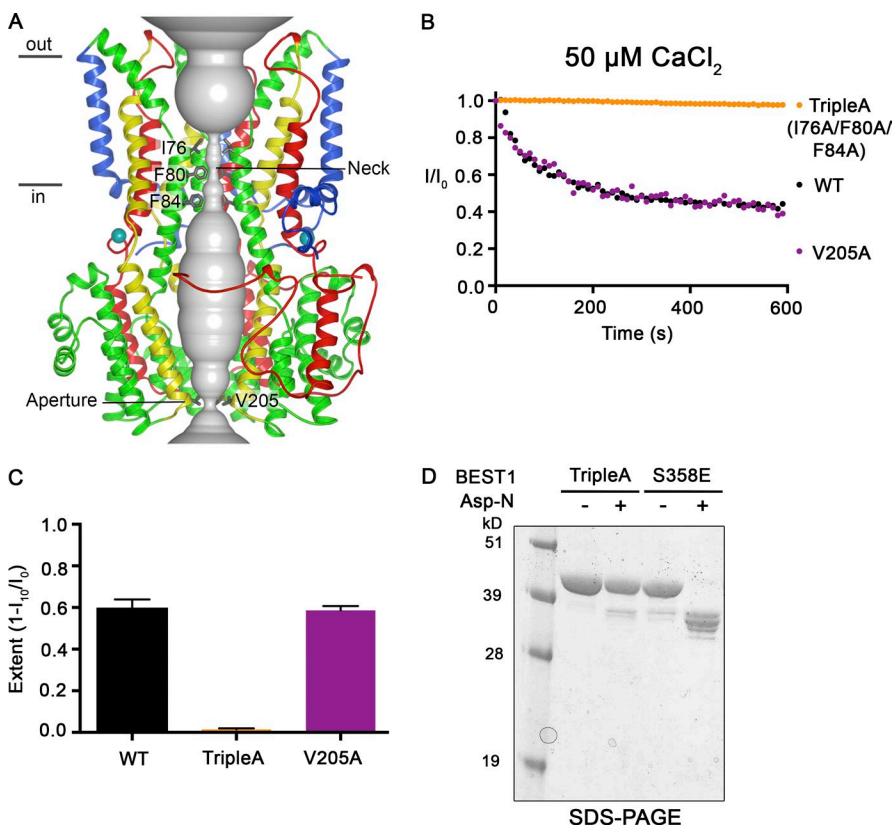 A
out
in
I76
F80
F84
Neck
Aperture
V205
B
50 µM CaCl2
I/I0
1.0
0.8
0.6
0.4
0.2
0.0
0
200
400
600
Time (s)
TripleA
(I76A/F80A/
F84A)
WT
V205A
C
Extent (1-I10/I0)
1.0
0.8
0.6
0.4
0.2
0.0
WT
TripleA
V205A
D
BEST1 TripleA S358E
Asp-N - + - +
kD
51
39
28
19
SDS-PAGE